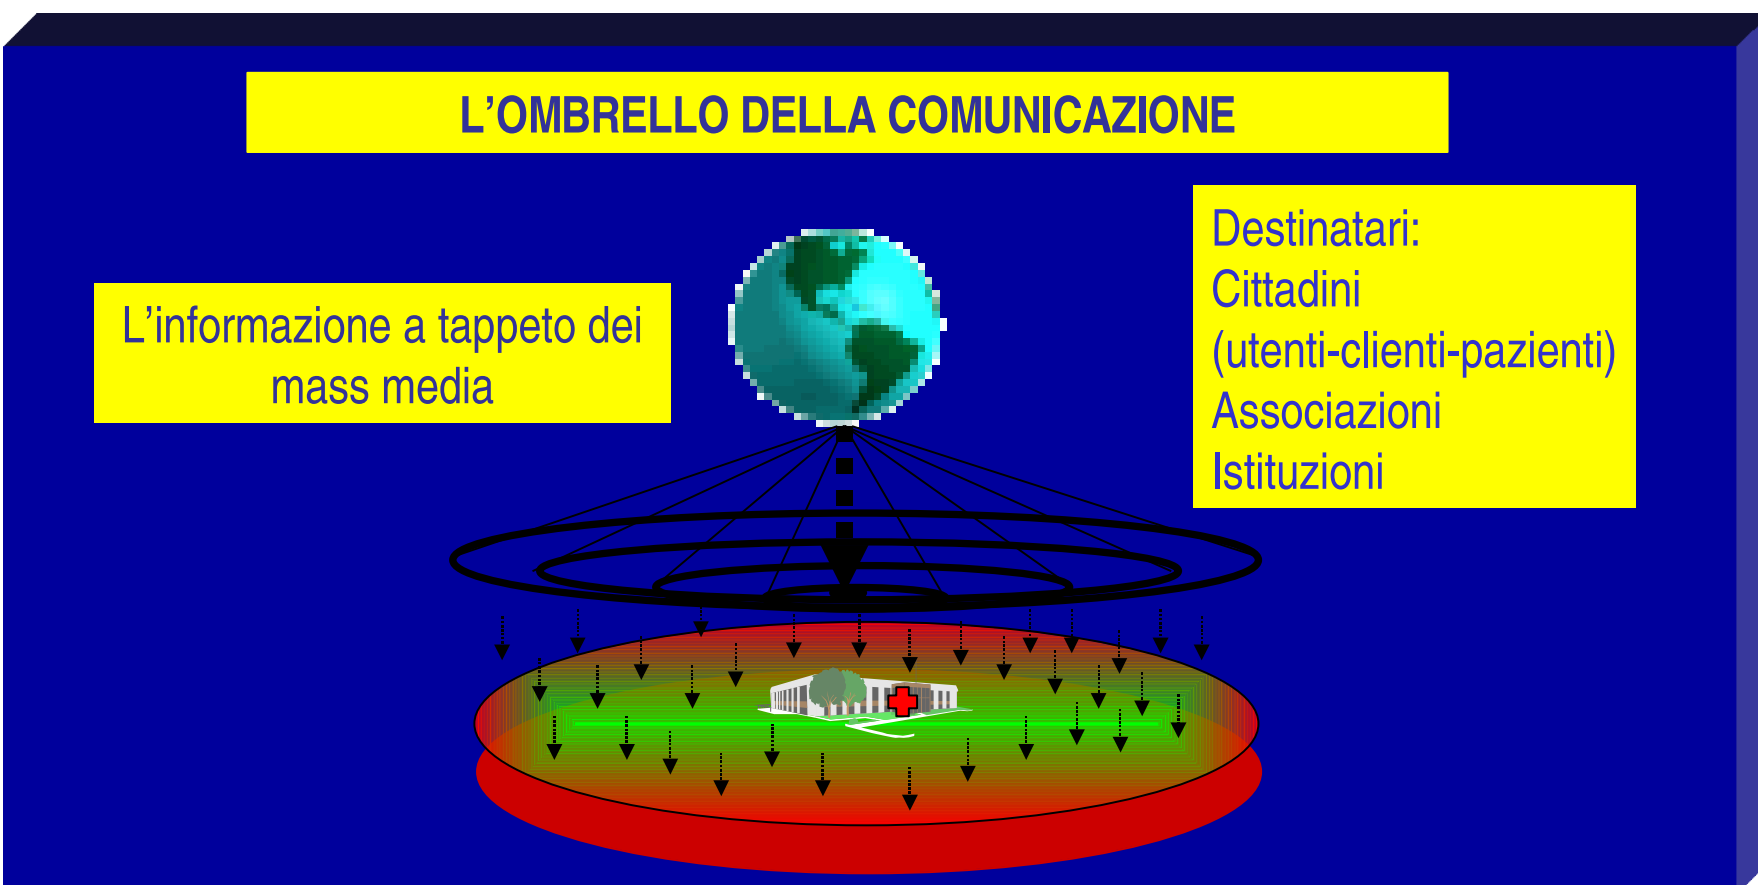 L'OMBRELLO DELLA COMUNICAZIONE
L'informazione a tappeto dei
mass media
Destinatari:
Cittadini
(utenti-clienti-pazienti)
Associazioni
Istituzioni